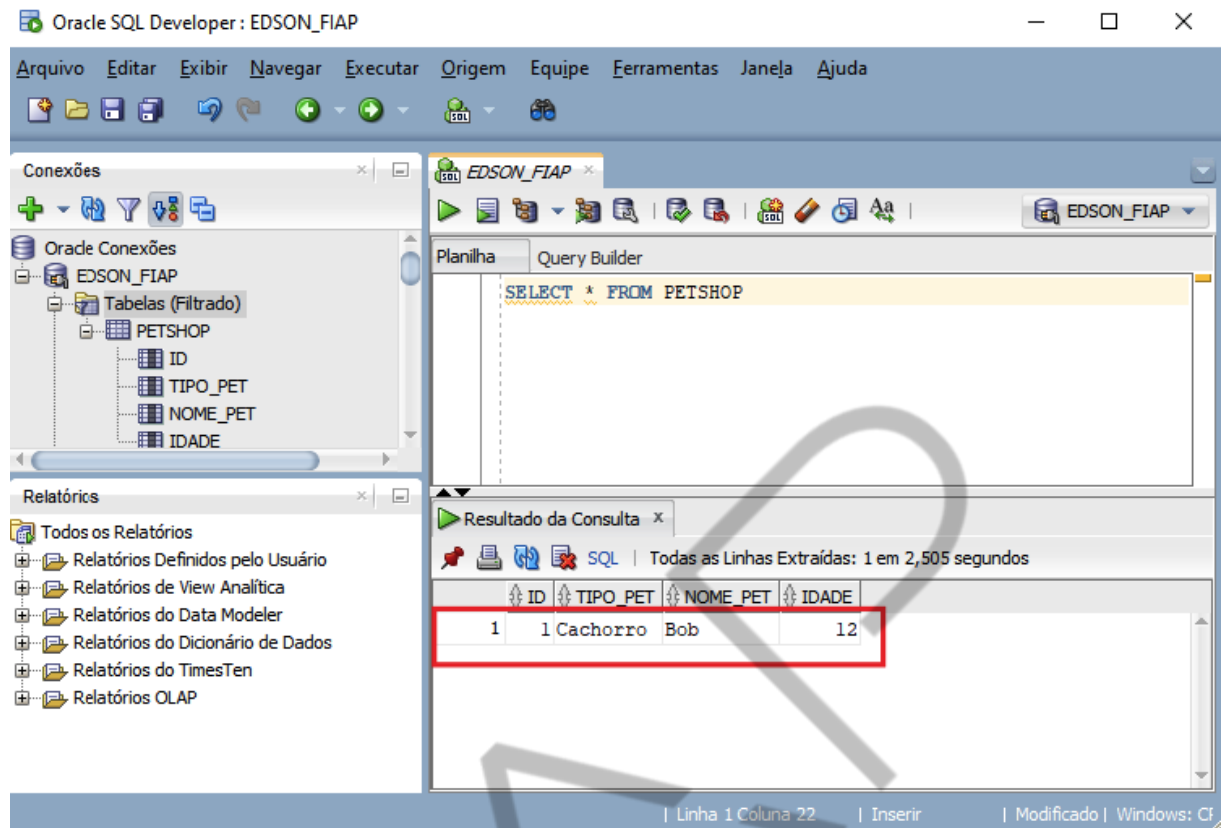 Oracle SQL Developer : EDSON_FIAP
Arquivo Editar Exibir Navegar Executar Origem Equipe Ferramentas Janela Ajuda
Conexões
Oracle Conexões
EDSON_FIAP
Tabelas (Filtrado)
PETSHOP
ID
TIPO_PET
NOME_PET
IDADE
Relatórios
Todos os Relatórios
Relatórios Definidos pelo Usuário
Relatórios de View Analítica
Relatórios do Data Modeler
Relatórios do Dicionário de Dados
Relatórios do TimesTen
Relatórios OLAP
EDSON_FIAP
EDSON_FIAP
Planilha Query Builder
SELECT * FROM PETSHOP
Resultado da Consulta x
SQL | Todas as Linhas Extraídas: 1 em 2,505 segundos
ID TIPO_PET NOME_PET IDADE
1 1 Cachorro Bob 12
| Linha 1 Coluna 22 | Inserir | Modificado | Windows: